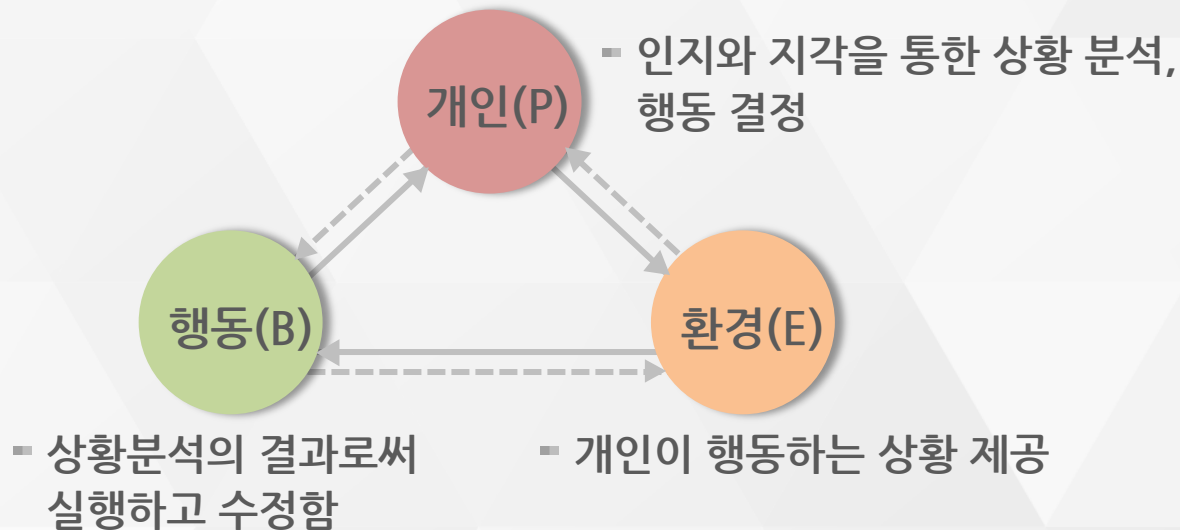 개인(P)
인지와 지각을 통한 상황 분석,
행동 결정
행동(B)
환경(E)
상황분석의 결과로써
실행하고 수정함
개인이 행동하는 상황 제공